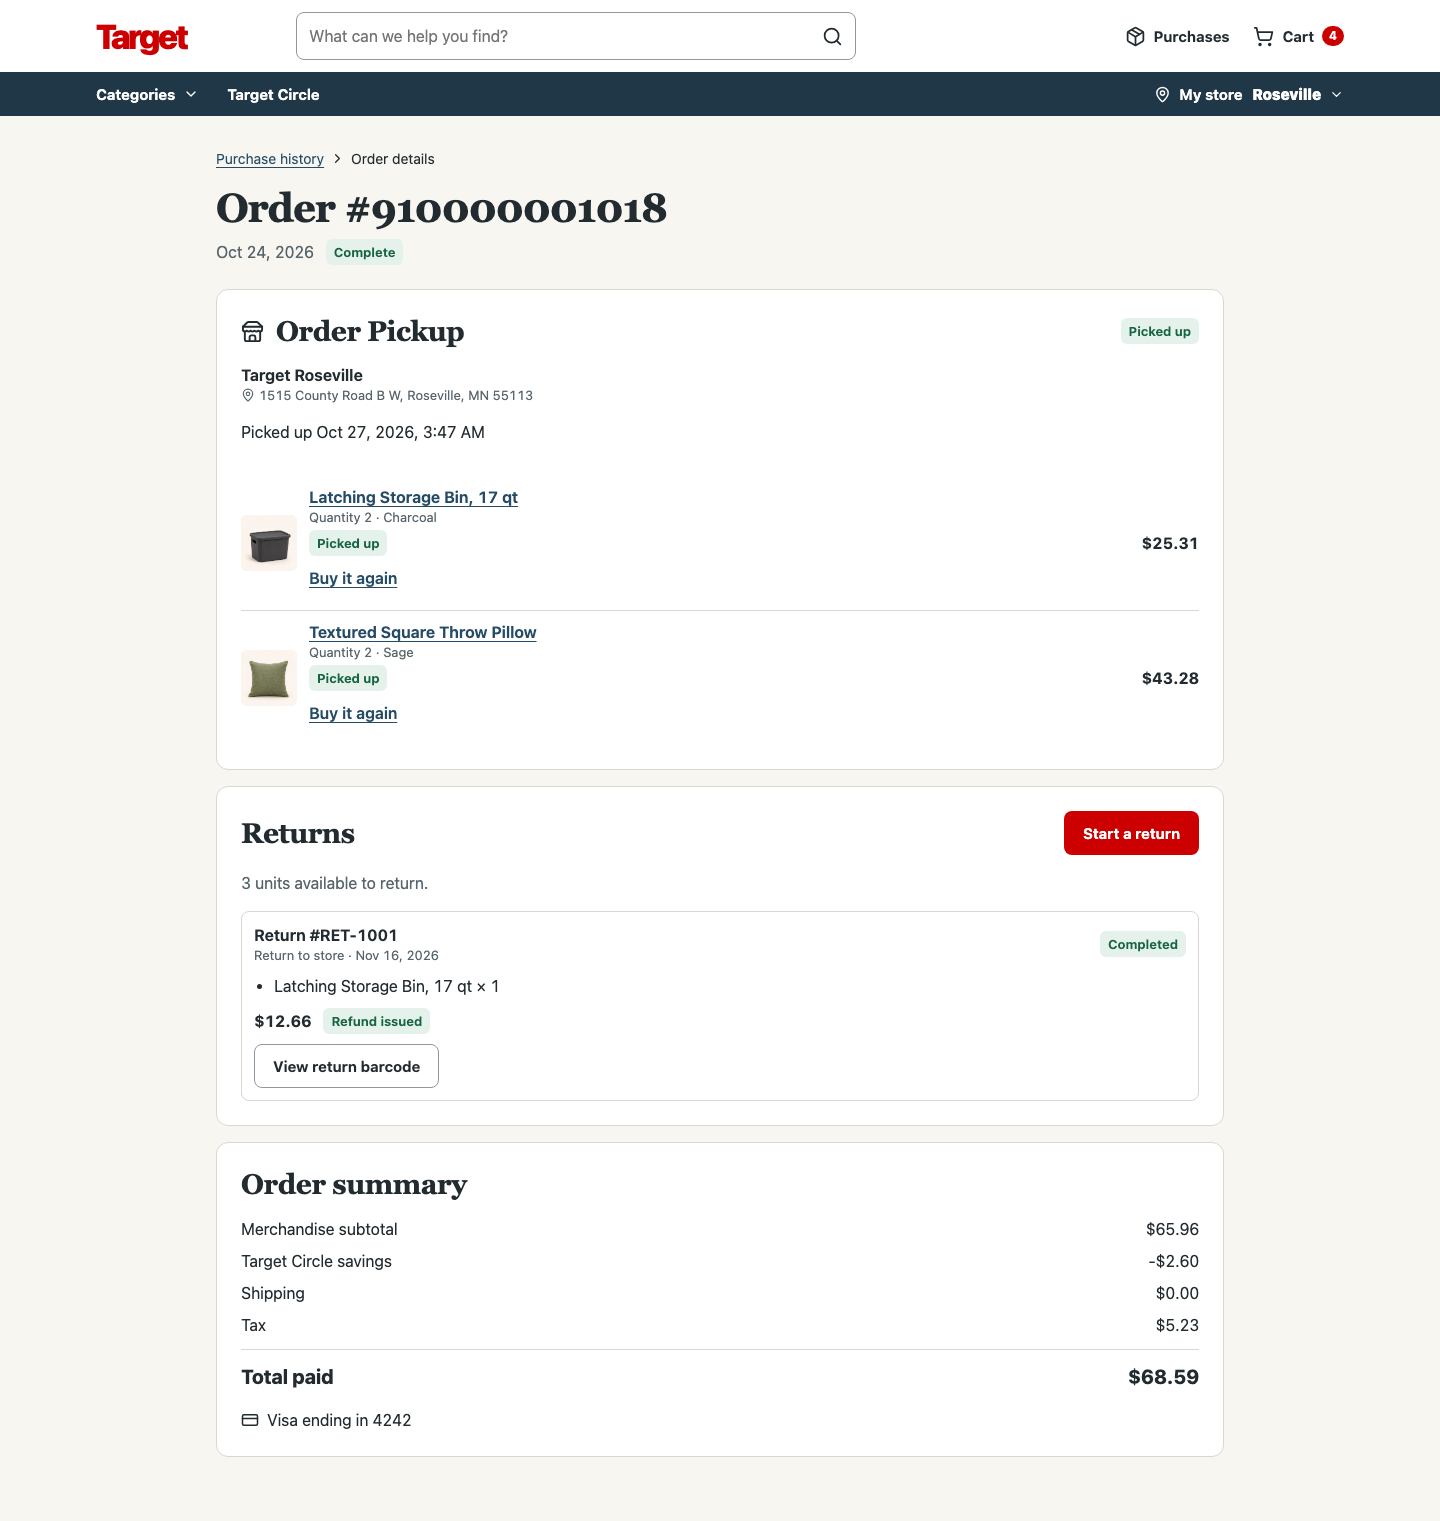 Target
What can we help you find?
Purchases
Cart 4
Categories
Target Circle
My store Roseville
Purchase history > Order details
Order #910000001018
Oct 24, 2026 Complete
Order Pickup
Picked up
Target Roseville
1515 County Road B W, Roseville, MN 55113
Picked up Oct 27, 2026, 3:47 AM
Latching Storage Bin, 17 qt
Quantity 2 · Charcoal
Picked up
$25.31
Buy it again
Textured Square Throw Pillow
Quantity 2 · Sage
Picked up
$43.28
Buy it again
Returns
Start a return
3 units available to return.
Return #RET-1001
Return to store · Nov 16, 2026
Completed
• Latching Storage Bin, 17 qt × 1
$12.66 Refund issued
View return barcode
Order summary
Merchandise subtotal $65.96
Target Circle savings -$2.60
Shipping $0.00
Tax $5.23
Total paid $68.59
Visa ending in 4242